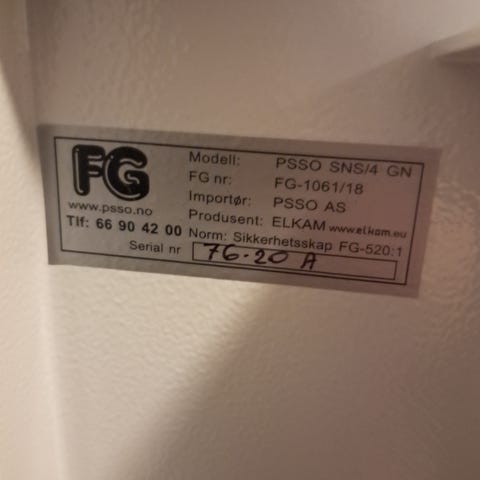 FG
www.psso.no
Tlf: 66 90 42 00
Modell: PSSO SNS/4 GN
FG nr: FG-1061/18
Importør: PSSO AS
Produsent: ELKAM www.elkam.eu
Norm: Sikkerhetsskap FG-520:1
Serial nr 76-20 A